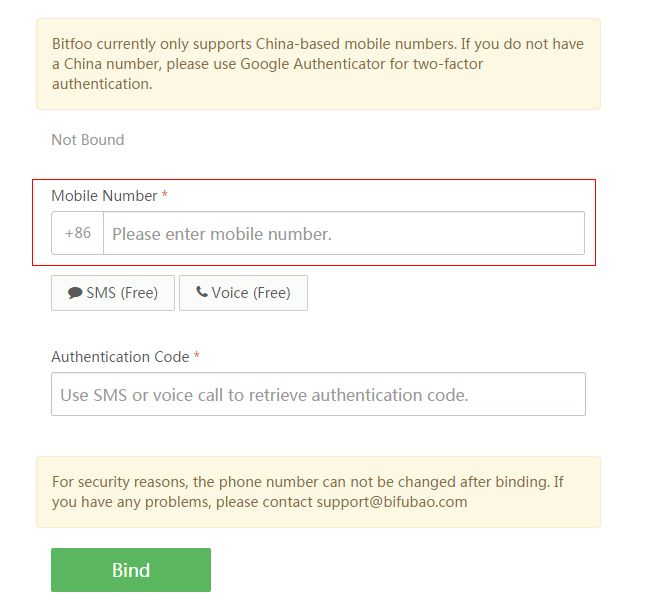 Bitfoo currently only supports China-based mobile numbers. If you do not have
a China number, please use Google Authenticator for two-factor
authentication.
Not Bound
Mobile Number *
+86 Please enter mobile number.
SMS (Free) Voice (Free)
Authentication Code *
Use SMS or voice call to retrieve authentication code.
For security reasons, the phone number can not be changed after binding. If
you have any problems, please contact support@bifubao.com
Bind